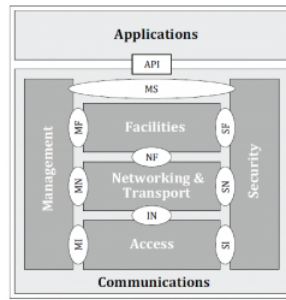 Applications
API
MS
Management
MF
Facilities
SF
Security
NF
MN
Networking &
Transport
SN
IN
MI
Access
SI
Communications